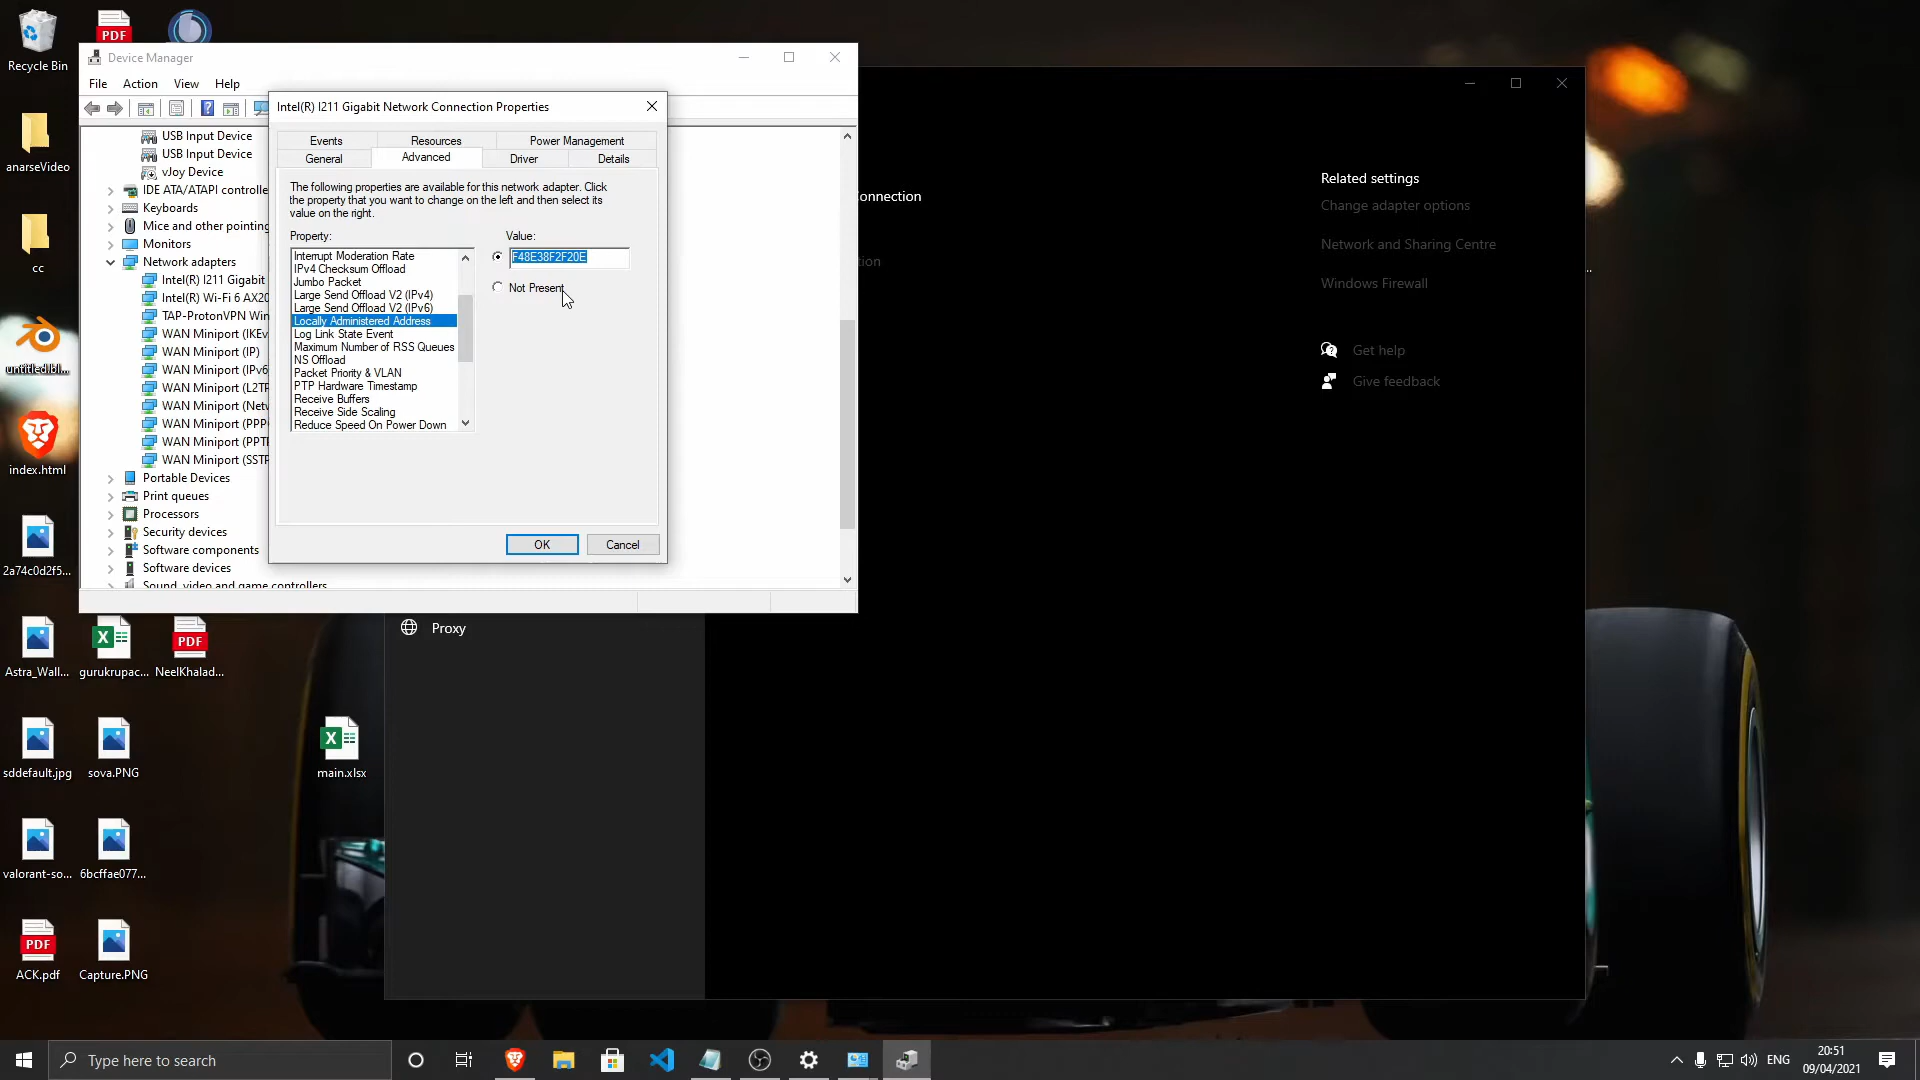 Recycle Bin
anarseVideo
cc
untitled.bl...
index.html
2a74c0d2f5...
Astra_Wall...
gurukrupac...
NeelKhalad...
sddefault.jpg
sova.PNG
main.xlsx
valorant-so...
6bcffae077...
ACK.pdf
Capture.PNG
PDF
PDF
PDF
Device Manager
File Action View Help
USB Input Device
USB Input Device
vJoy Device
IDE ATA/ATAPI controlle
Keyboards
Mice and other pointing
Monitors
Network adapters
Intel(R) I211 Gigabit
Intel(R) Wi-Fi 6 AX20
TAP-ProtonVPN Win
WAN Miniport (IKEv
WAN Miniport (IP)
WAN Miniport (IPv6
WAN Miniport (L2TP
WAN Miniport (Netw
WAN Miniport (PPPO
WAN Miniport (PPTP
WAN Miniport (SSTP
Portable Devices
Print queues
Processors
Security devices
Software components
Software devices
Sound, video and game controllers
Intel(R) I211 Gigabit Network Connection Properties
Events Resources Power Management
General Advanced Driver Details
The following properties are available for this network adapter. Click
the property that you want to change on the left and then select its
value on the right.
Property:
Interrupt Moderation Rate
IPv4 Checksum Offload
Jumbo Packet
Large Send Offload V2 (IPv4)
Large Send Offload V2 (IPv6)
Locally Administered Address
Log Link State Event
Maximum Number of RSS Queues
NS Offload
Packet Priority & VLAN
PTP Hardware Timestamp
Receive Buffers
Receive Side Scaling
Reduce Speed On Power Down
Value:
F48E38F2F20E
Not Present
OK Cancel
onnection
tion
Related settings
Change adapter options
Network and Sharing Centre
Windows Firewall
Get help
Give feedback
Proxy
Type here to search
ENG
20:51
09/04/2021